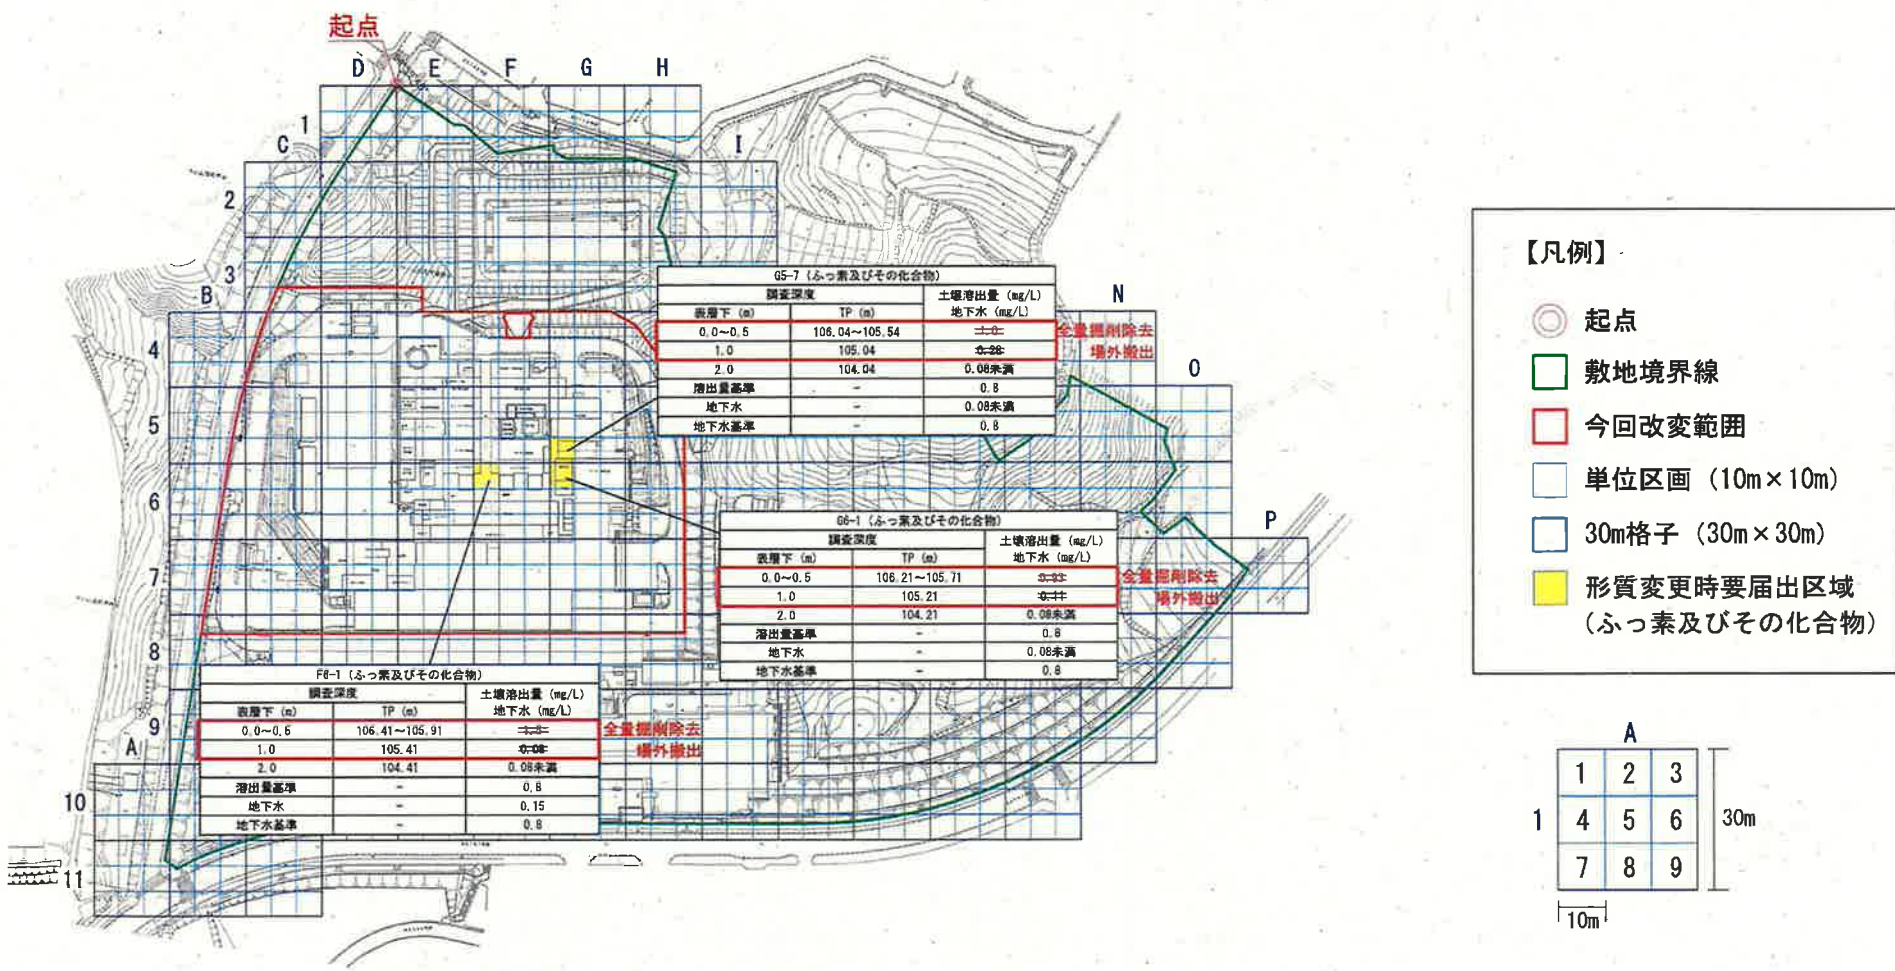 起点
D E F G H
1
C
I
2
3
B
N
4
O
5
6
P
7
8
9
A
10
11
G5-7 (ふっ素及びその化合物)
調査深度 土壌溶出量 (mg/L)
表層下 (m) TP (m) 地下水 (mg/L)
0.0~0.5 106.04~105.54 1.0 全量掘削除去
1.0 105.04 0.28 場外搬出
2.0 104.04 0.08未満
溶出量基準 - 0.8
地下水 - 0.08未満
地下水基準 - 0.8
G6-1 (ふっ素及びその化合物)
調査深度 土壌溶出量 (mg/L)
表層下 (m) TP (m) 地下水 (mg/L)
0.0~0.5 106.21~105.71 全量掘削除去
1.0 105.21 場外搬出
2.0 104.21 0.08未満
溶出量基準 - 0.8
地下水 - 0.08未満
地下水基準 - 0.8
F6-1 (ふっ素及びその化合物)
調査深度 土壌溶出量 (mg/L)
表層下 (m) TP (m) 地下水 (mg/L)
0.0~0.5 106.41~105.91 全量掘削除去
1.0 105.41 0.08 場外搬出
2.0 104.41 0.08未満
溶出量基準 - 0.8
地下水 - 0.15
地下水基準 - 0.8
【凡例】
起点
敷地境界線
今回改変範囲
単位区画 (10m×10m)
30m格子 (30m×30m)
形質変更時要届出区域
(ふっ素及びその化合物)
A
1 2 3
1 4 5 6 30m
7 8 9
10m